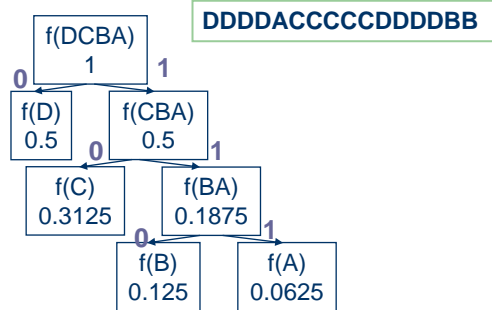 DDDDACCCCCDDDDBB
f(DCBA)
1
0
1
f(D)
0.5
f(CBA)
0.5
0
1
f(C)
0.3125
f(BA)
0.1875
0
1
f(B)
0.125
f(A)
0.0625